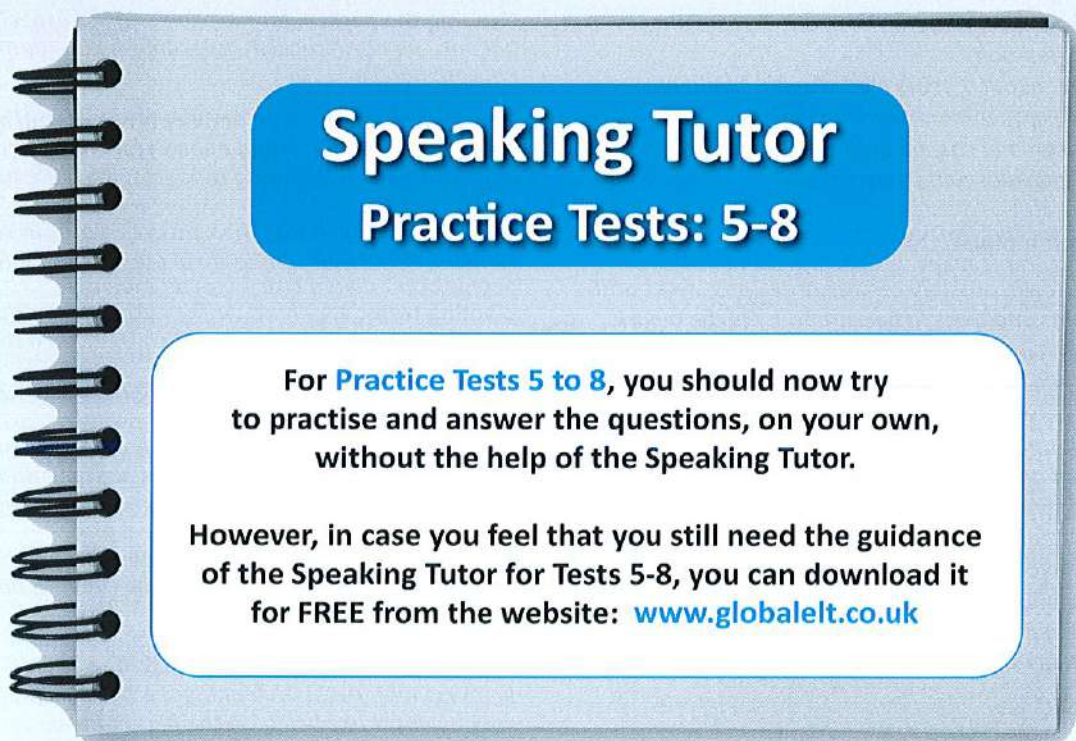 Speaking Tutor
Practice Tests: 5-8
For Practice Tests 5 to 8, you should now try
to practise and answer the questions, on your own,
without the help of the Speaking Tutor.
However, in case you feel that you still need the guidance
of the Speaking Tutor for Tests 5-8, you can download it
for FREE from the website: www.globalelt.co.uk